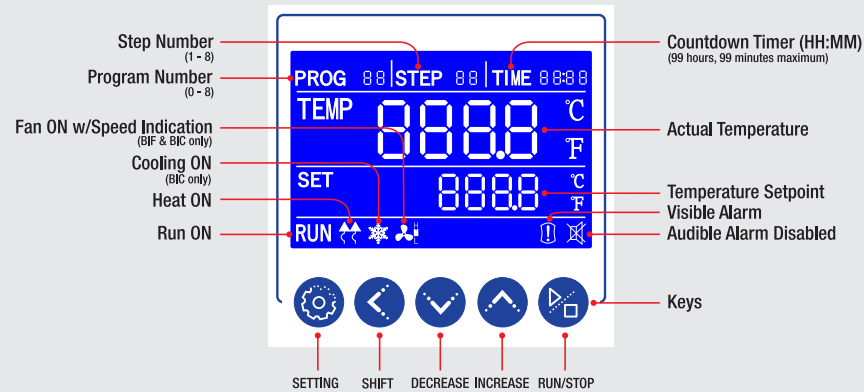 Step Number
(1 - 8)
Program Number
(0 - 8)
Fan ON w/Speed Indication
(BIF & BIC only)
Cooling ON
(BIC only)
Heat ON
Run ON
PROG 88 STEP 88 TIME 88:88
TEMP 888.8 °C
°F
SET 888.8 °C
°F
RUN
Countdown Timer (HH:MM)
(99 hours, 99 minutes maximum)
Actual Temperature
Temperature Setpoint
Visible Alarm
Audible Alarm Disabled
Keys
SETTING SHIFT DECREASE INCREASE RUN/STOP